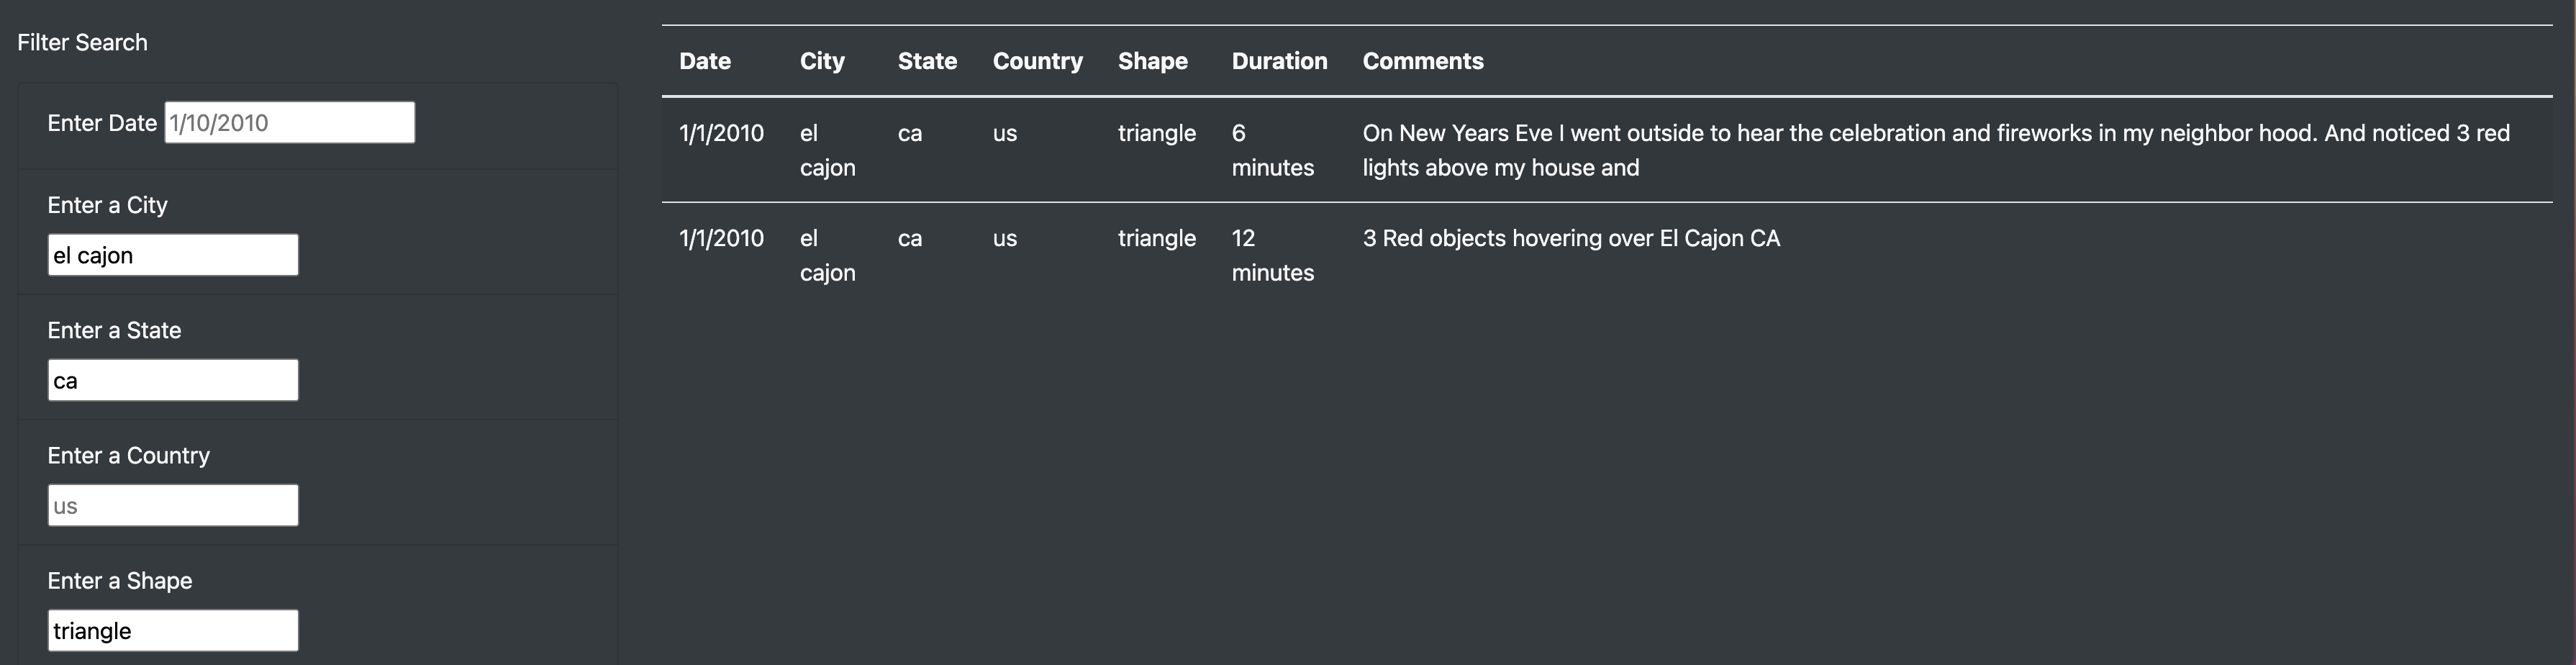 Filter Search
Enter Date 1/10/2010
Enter a City
el cajon
Enter a State
ca
Enter a Country
us
Enter a Shape
triangle
Date City State Country Shape Duration Comments
1/1/2010 el ca us triangle 6 On New Years Eve I went outside to hear the celebration and fireworks in my neighbor hood. And noticed 3 red
cajon minutes lights above my house and
1/1/2010 el ca us triangle 12 3 Red objects hovering over El Cajon CA
cajon minutes